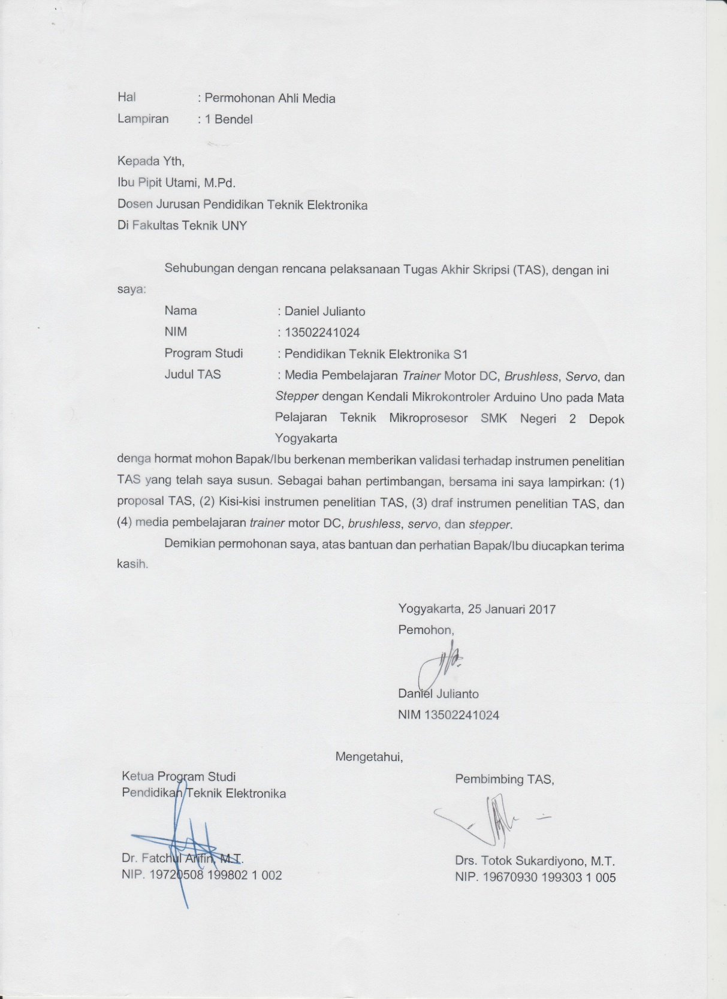 Hal : Permohonan Ahli Media
Lampiran : 1 Bendel
Kepada Yth,
Ibu Pipit Utami, M.Pd.
Dosen Jurusan Pendidikan Teknik Elektronika
Di Fakultas Teknik UNY
Sehubungan dengan rencana pelaksanaan Tugas Akhir Skripsi (TAS), dengan ini
saya:
Nama : Daniel Julianto
NIM : 13502241024
Program Studi : Pendidikan Teknik Elektronika S1
Judul TAS : Media Pembelajaran Trainer Motor DC, Brushless, Servo, dan
Stepper dengan Kendali Mikrokontroler Arduino Uno pada Mata
Pelajaran Teknik Mikroprosesor SMK Negeri 2 Depok
Yogyakarta
denga hormat mohon Bapak/Ibu berkenan memberikan validasi terhadap instrumen penelitian
TAS yang telah saya susun. Sebagai bahan pertimbangan, bersama ini saya lampirkan: (1)
proposal TAS, (2) Kisi-kisi instrumen penelitian TAS, (3) draf instrumen penelitian TAS, dan
(4) media pembelajaran trainer motor DC, brushless, servo, dan stepper.
Demikian permohonan saya, atas bantuan dan perhatian Bapak/Ibu diucapkan terima
kasih.
Yogyakarta, 25 Januari 2017
Pemohon,
Daniel Julianto
NIM 13502241024
Mengetahui,
Ketua Program Studi
Pendidikan Teknik Elektronika
Dr. Fatchul Arifin, M.T.
NIP. 19720508 199802 1 002
Pembimbing TAS,
Drs. Totok Sukardiyono, M.T.
NIP. 19670930 199303 1 005